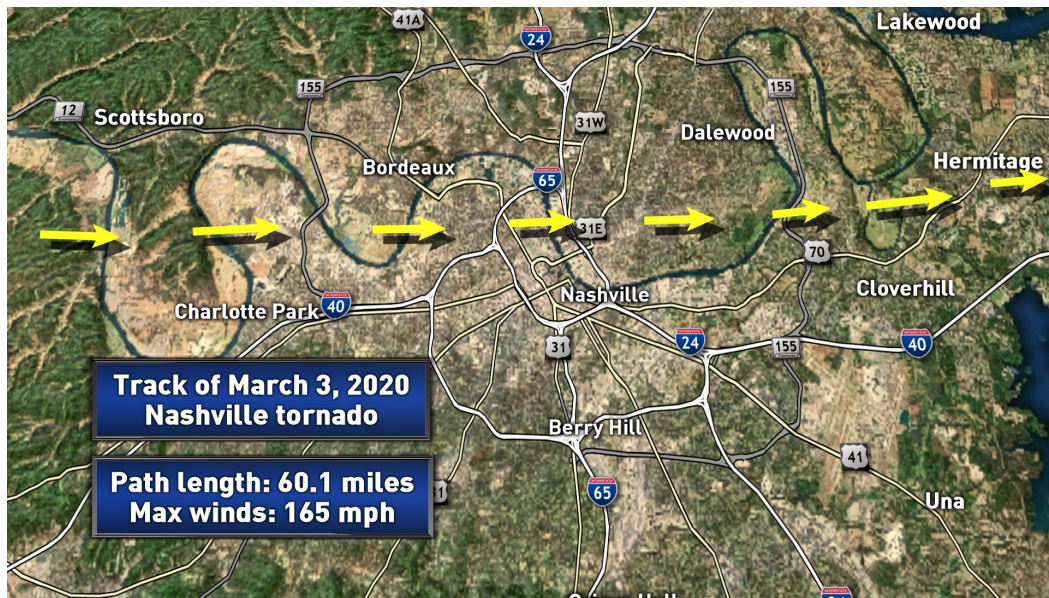 41A
Lakewood
24
155
155
12
Scottsboro
31W
Dalewood
Bordeaux
Hermitage
65
31E
70
Cloverhill
Nashville
Charlotte Park
40
24
40
31
155
Track of March 3, 2020
Nashville tornado
Berry Hill
41
Path length: 60.1 miles
Max winds: 165 mph
65
Una